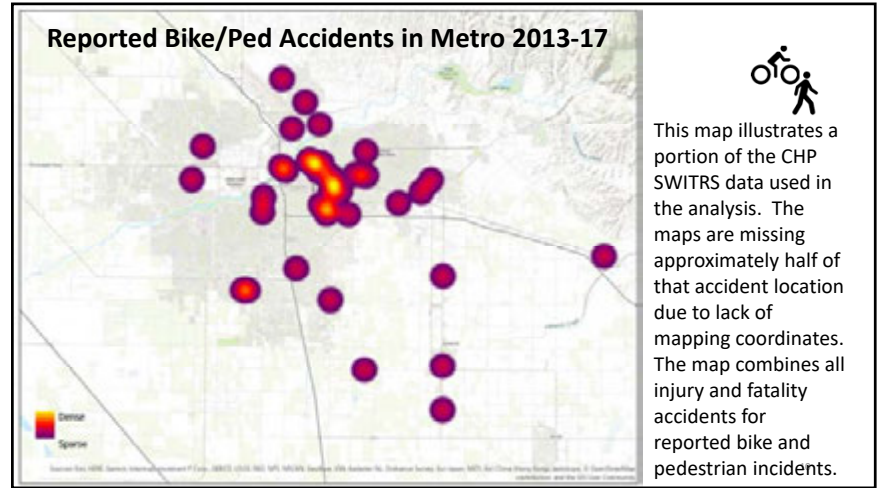 Reported Bike/Ped Accidents in Metro 2013-17
This map illustrates a
portion of the CHP
SWITRS data used in
the analysis.  The
maps are missing
approximately half of
that accident location
due to lack of
mapping coordinates.
The map combines all
injury and fatality
accidents for
reported bike and
pedestrian incidents.
Dense
Sparse